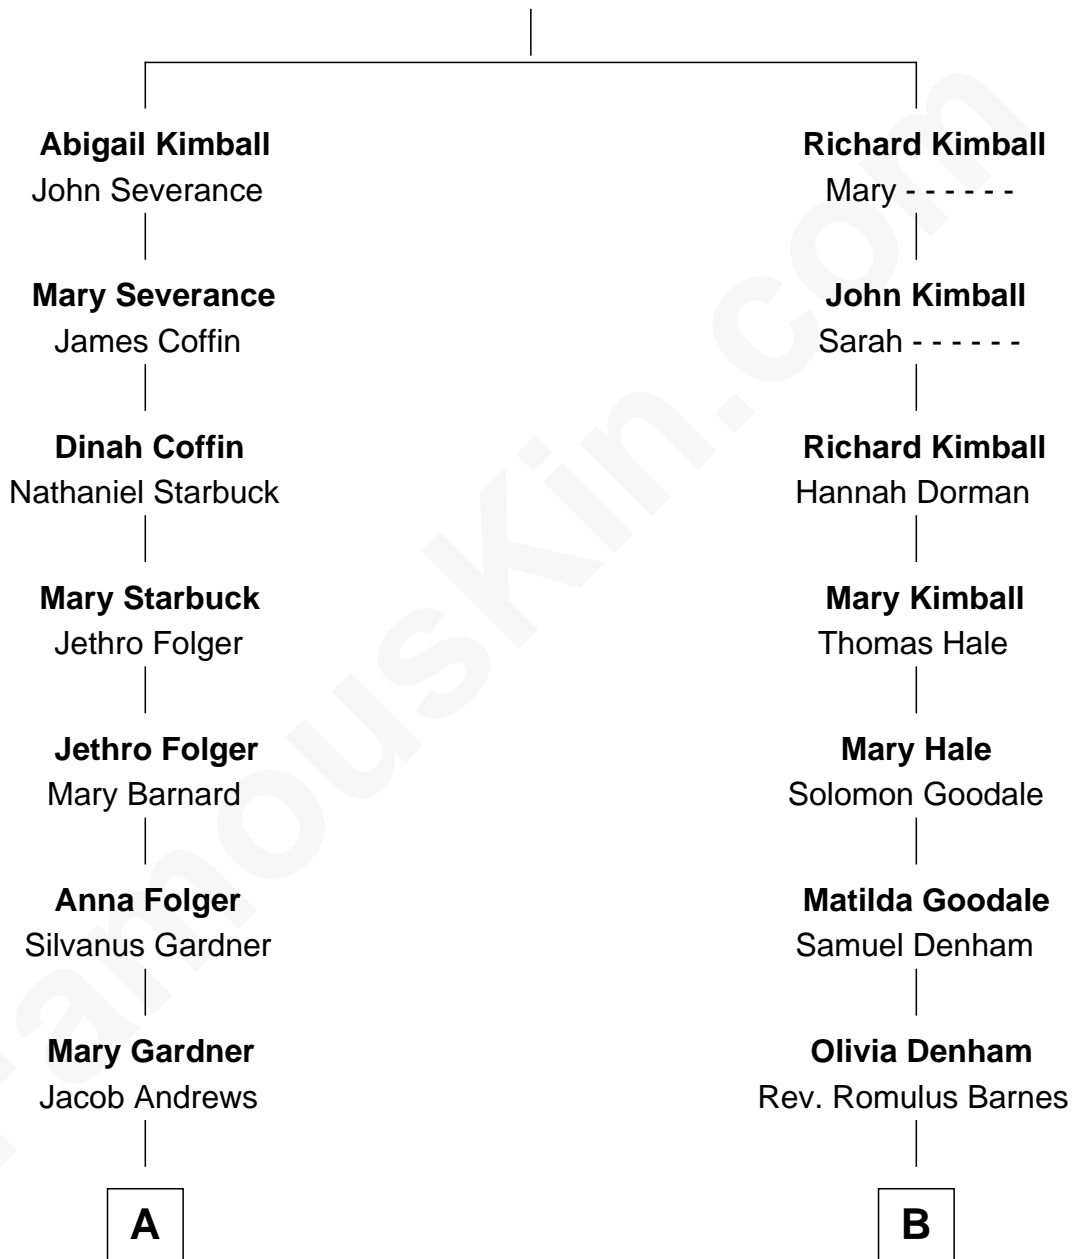 Abigail Kimball
John Severance
Mary Severance
James Coffin
Dinah Coffin
Nathaniel Starbuck
Mary Starbuck
Jethro Folger
Jethro Folger
Mary Barnard
Anna Folger
Silvanus Gardner
Mary Gardner
Jacob Andrews
A
Richard Kimball
Mary - - - - - -
John Kimball
Sarah - - - - - -
Richard Kimball
Hannah Dorman
Mary Kimball
Thomas Hale
Mary Hale
Solomon Goodale
Matilda Goodale
Samuel Denham
Olivia Denham
Rev. Romulus Barnes
B
FamousKin.com